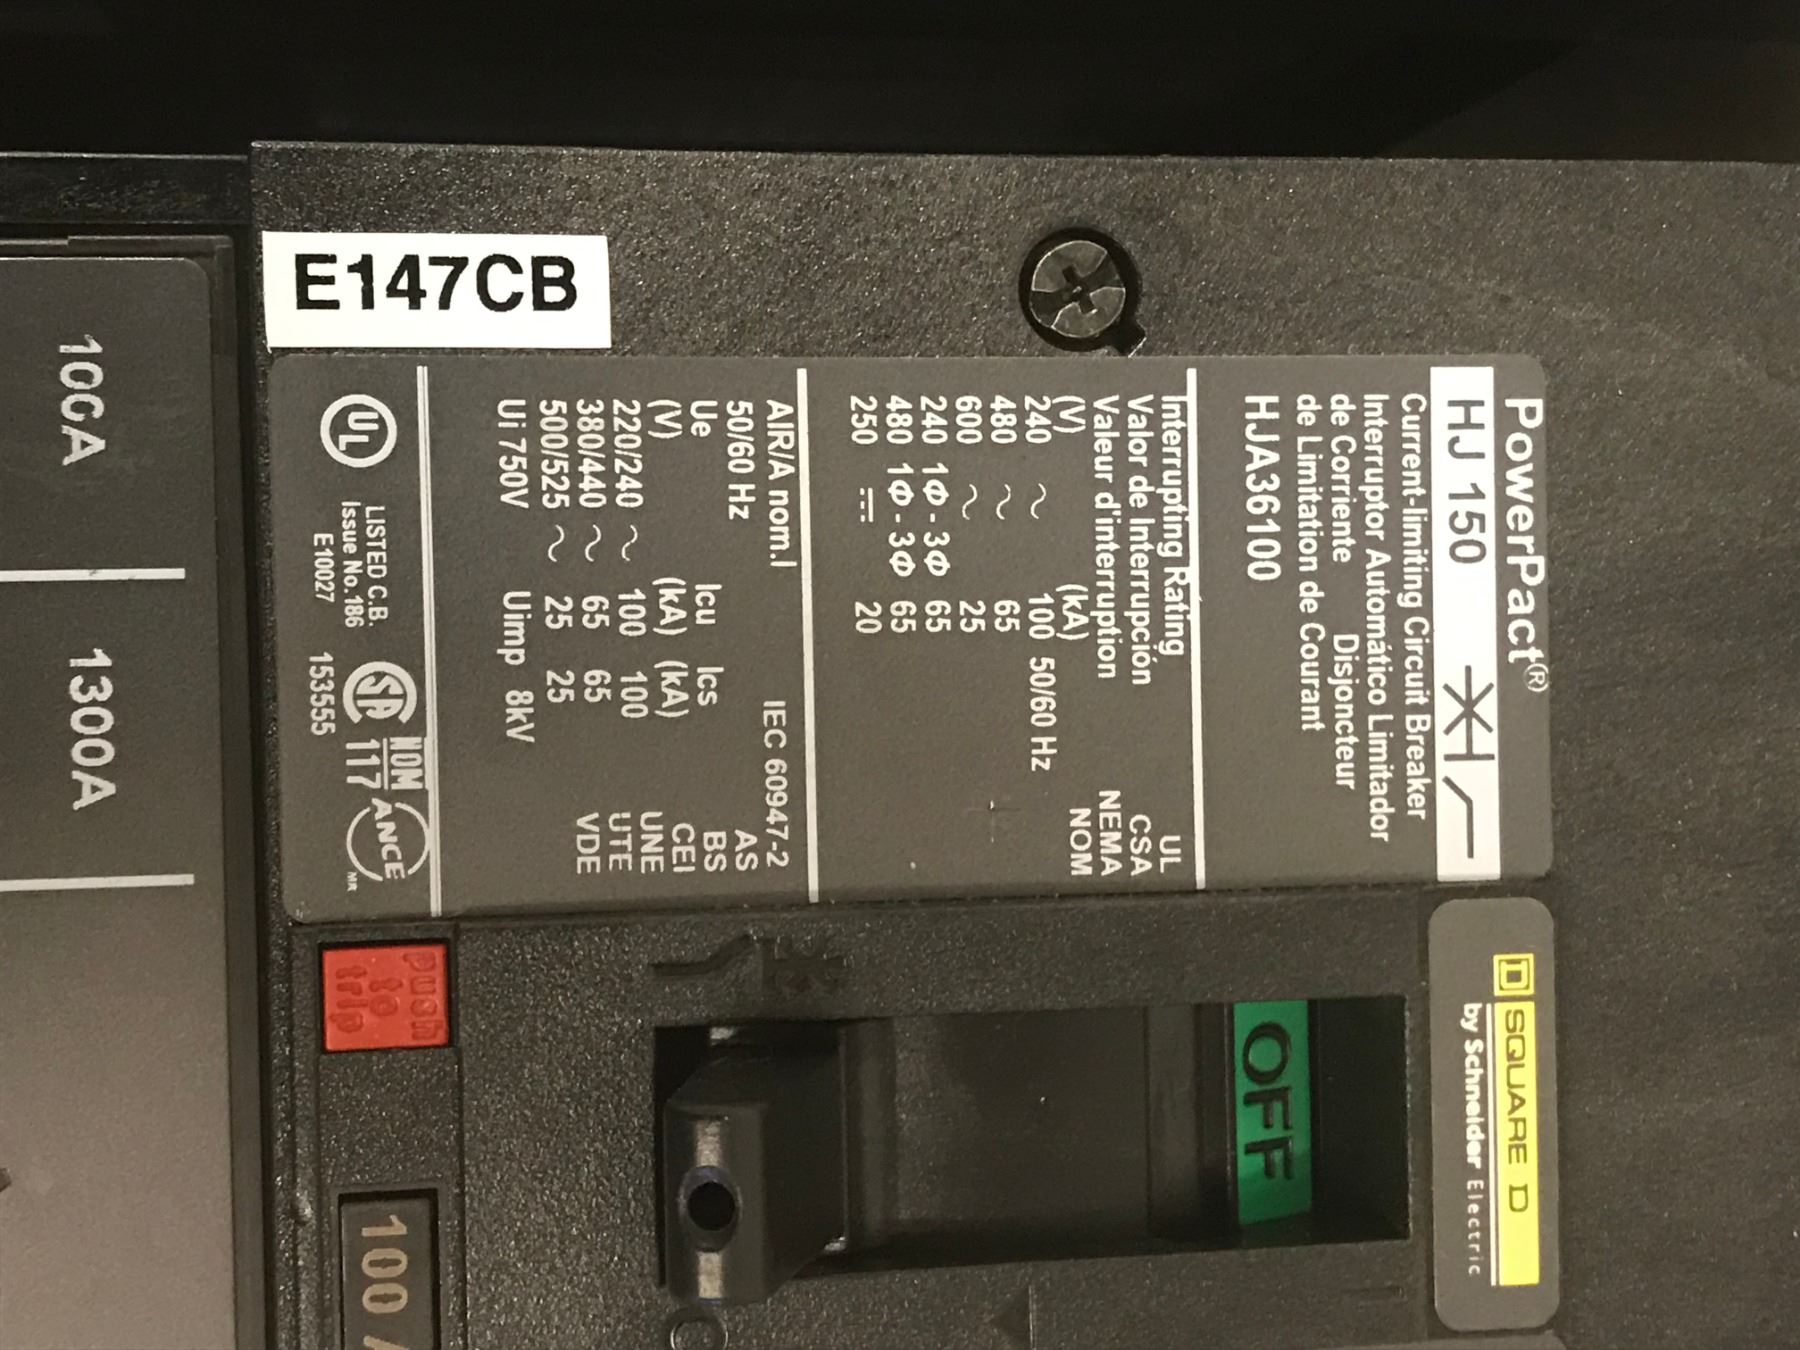 E147CB
PowerPact®
HJ 150
Current-limiting Circuit Breaker
Interruptor Automático Limitador
de Corriente Disjoncteur
de Limitation de Courant
HJA36100
Interrupting Rating UL
Valor de Interrupción CSA
Valeur d'interruption NEMA
(V) (kA) NOM
240 ~ 100 50/60 Hz
480 ~ 65
600 ~ 25
240 1Φ - 3Φ 65
480 1Φ - 3Φ 65
250 ⎓ 20
AIR/A nom.I IEC 60947-2
50/60 Hz AS
Ue Icu Ics BS
(V) (kA) (kA) CEI
220/240 ~ 100 100 UNE
380/440 ~ 65 65 UTE
500/525 ~ 25 25 VDE
Ui 750V Uimp 8kV
UL LISTED C.B.
Issue No.186
E10027
SA 153555
NOM
117
ANCE
MR
SQUARE D
by Schneider Electric
OFF
push
to
trip
100
100A
1300A